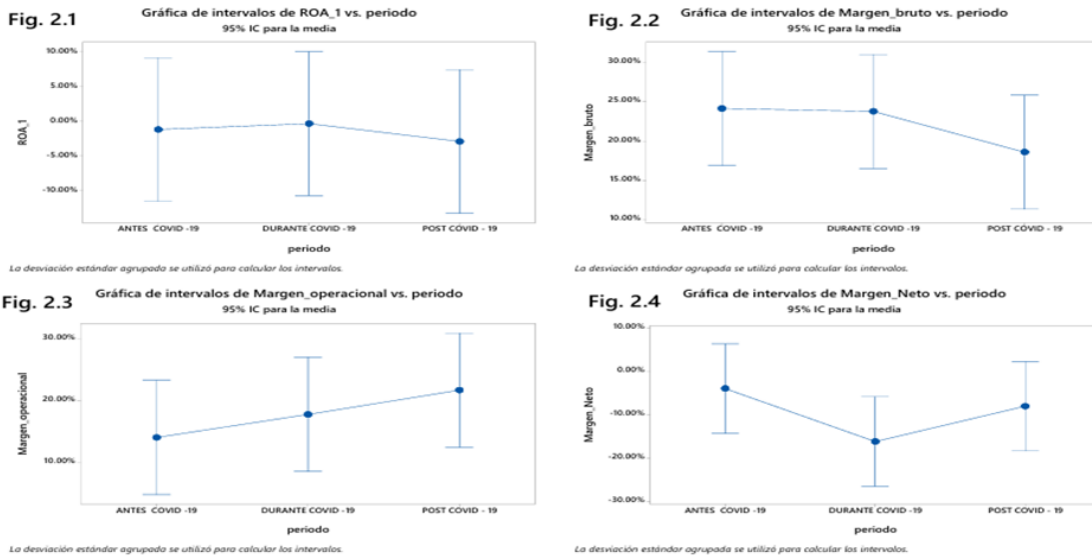 Fig. 2.1
Gráfica de intervalos de ROA_1 vs. periodo
95% IC para la media
10.00%
5.00%
0.00%
-5.00%
-10.00%
ROA_1
ANTES COVID -19
DURANTE COVID -19
POST COVID - 19
periodo
La desviación estándar agrupada se utilizó para calcular los intervalos.
Fig. 2.2
Gráfica de intervalos de Margen_bruto vs. periodo
95% IC para la media
30.00%
25.00%
20.00%
15.00%
10.00%
Margen_bruto
ANTES COVID -19
DURANTE COVID -19
POST COVID - 19
periodo
La desviación estándar agrupada se utilizó para calcular los intervalos.
Fig. 2.3
Gráfica de intervalos de Margen_operacional vs. periodo
95% IC para la media
30.00%
20.00%
10.00%
Margen_operacional
ANTES COVID -19
DURANTE COVID -19
POST COVID - 19
periodo
La desviación estándar agrupada se utilizó para calcular los intervalos.
Fig. 2.4
Gráfica de intervalos de Margen_Neto vs. periodo
95% IC para la media
10.00%
0.00%
-10.00%
-20.00%
-30.00%
Margen_Neto
ANTES COVID -19
DURANTE COVID -19
POST COVID - 19
periodo
La desviación estándar agrupada se utilizó para calcular los intervalos.